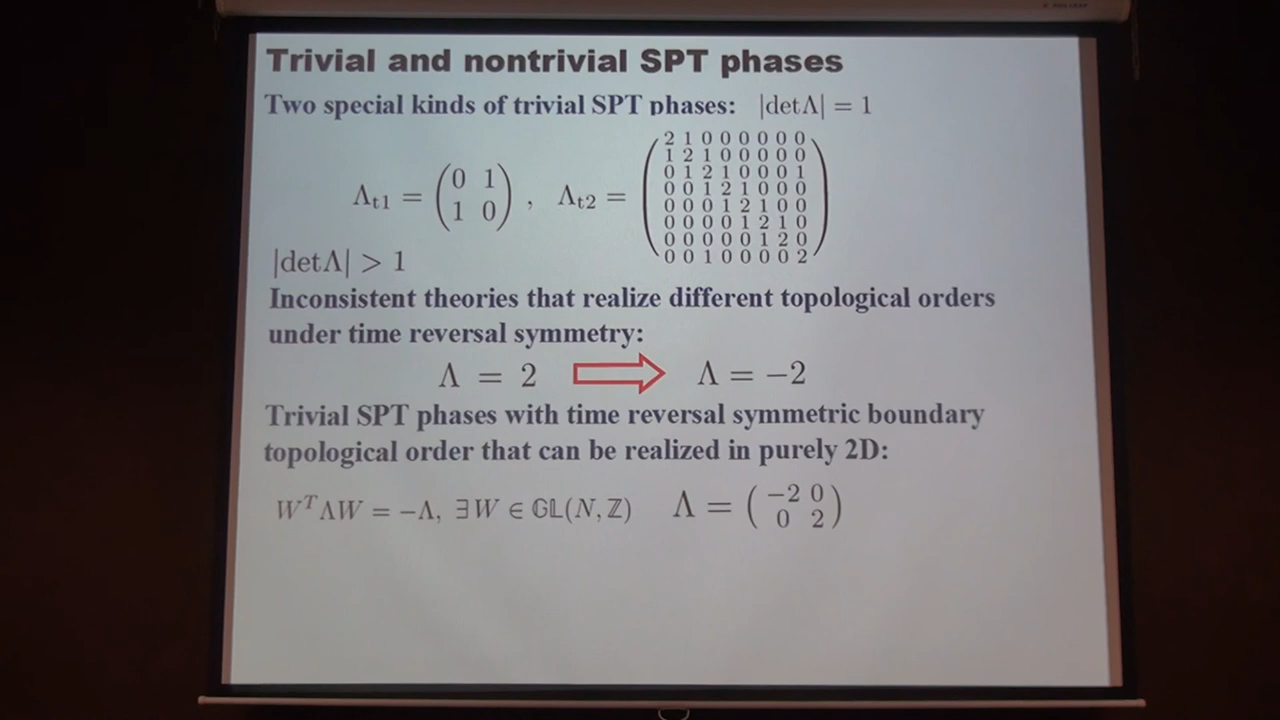 Trivial and nontrivial SPT phases
Two special kinds of trivial SPT phases: |detΛ| = 1
Λt1 = (0 1
1 0) , Λt2 = (2 1 0 0 0 0 0 0
1 2 1 0 0 0 0 0
0 1 2 1 0 0 0 1
0 0 1 2 1 0 0 0
0 0 0 1 2 1 0 0
0 0 0 0 1 2 1 0
0 0 0 0 0 1 2 0
0 0 1 0 0 0 0 2)
|detΛ| > 1
Inconsistent theories that realize different topological orders
under time reversal symmetry:
Λ = 2 ⇒ Λ = −2
Trivial SPT phases with time reversal symmetric boundary
topological order that can be realized in purely 2D:
W^T ΛW = −Λ, ∃W ∈ GL(N, ℤ) Λ = (−2 0
0 2)